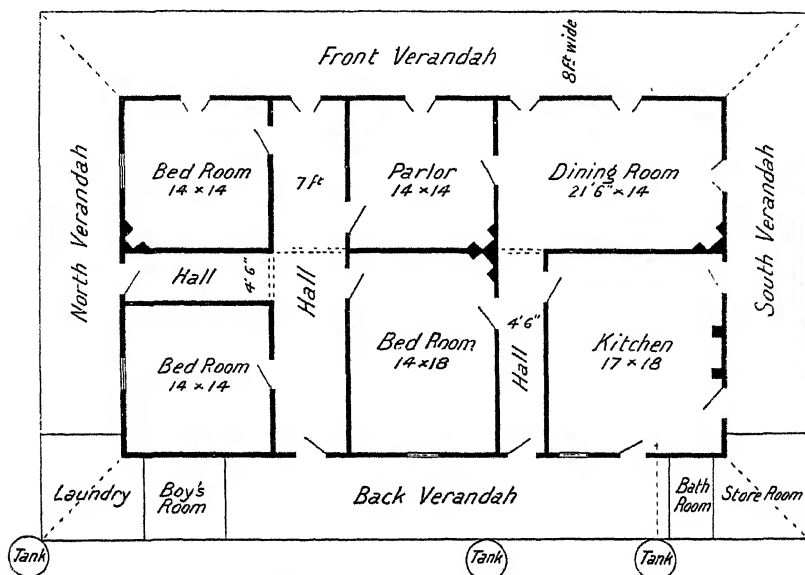 Front Verandah
8ft wide
North Verandah
South Verandah
Bed Room
14 x 14
7 ft
Parlor
14 x 14
Dining Room
21'6" x 14
Hall
4'6"
Hall
Bed Room
14 x 14
Bed Room
14 x 18
4'6"
Hall
Kitchen
17 x 18
Laundry
Boy's
Room
Back Verandah
Bath
Room
Store Room
Tank
Tank
Tank